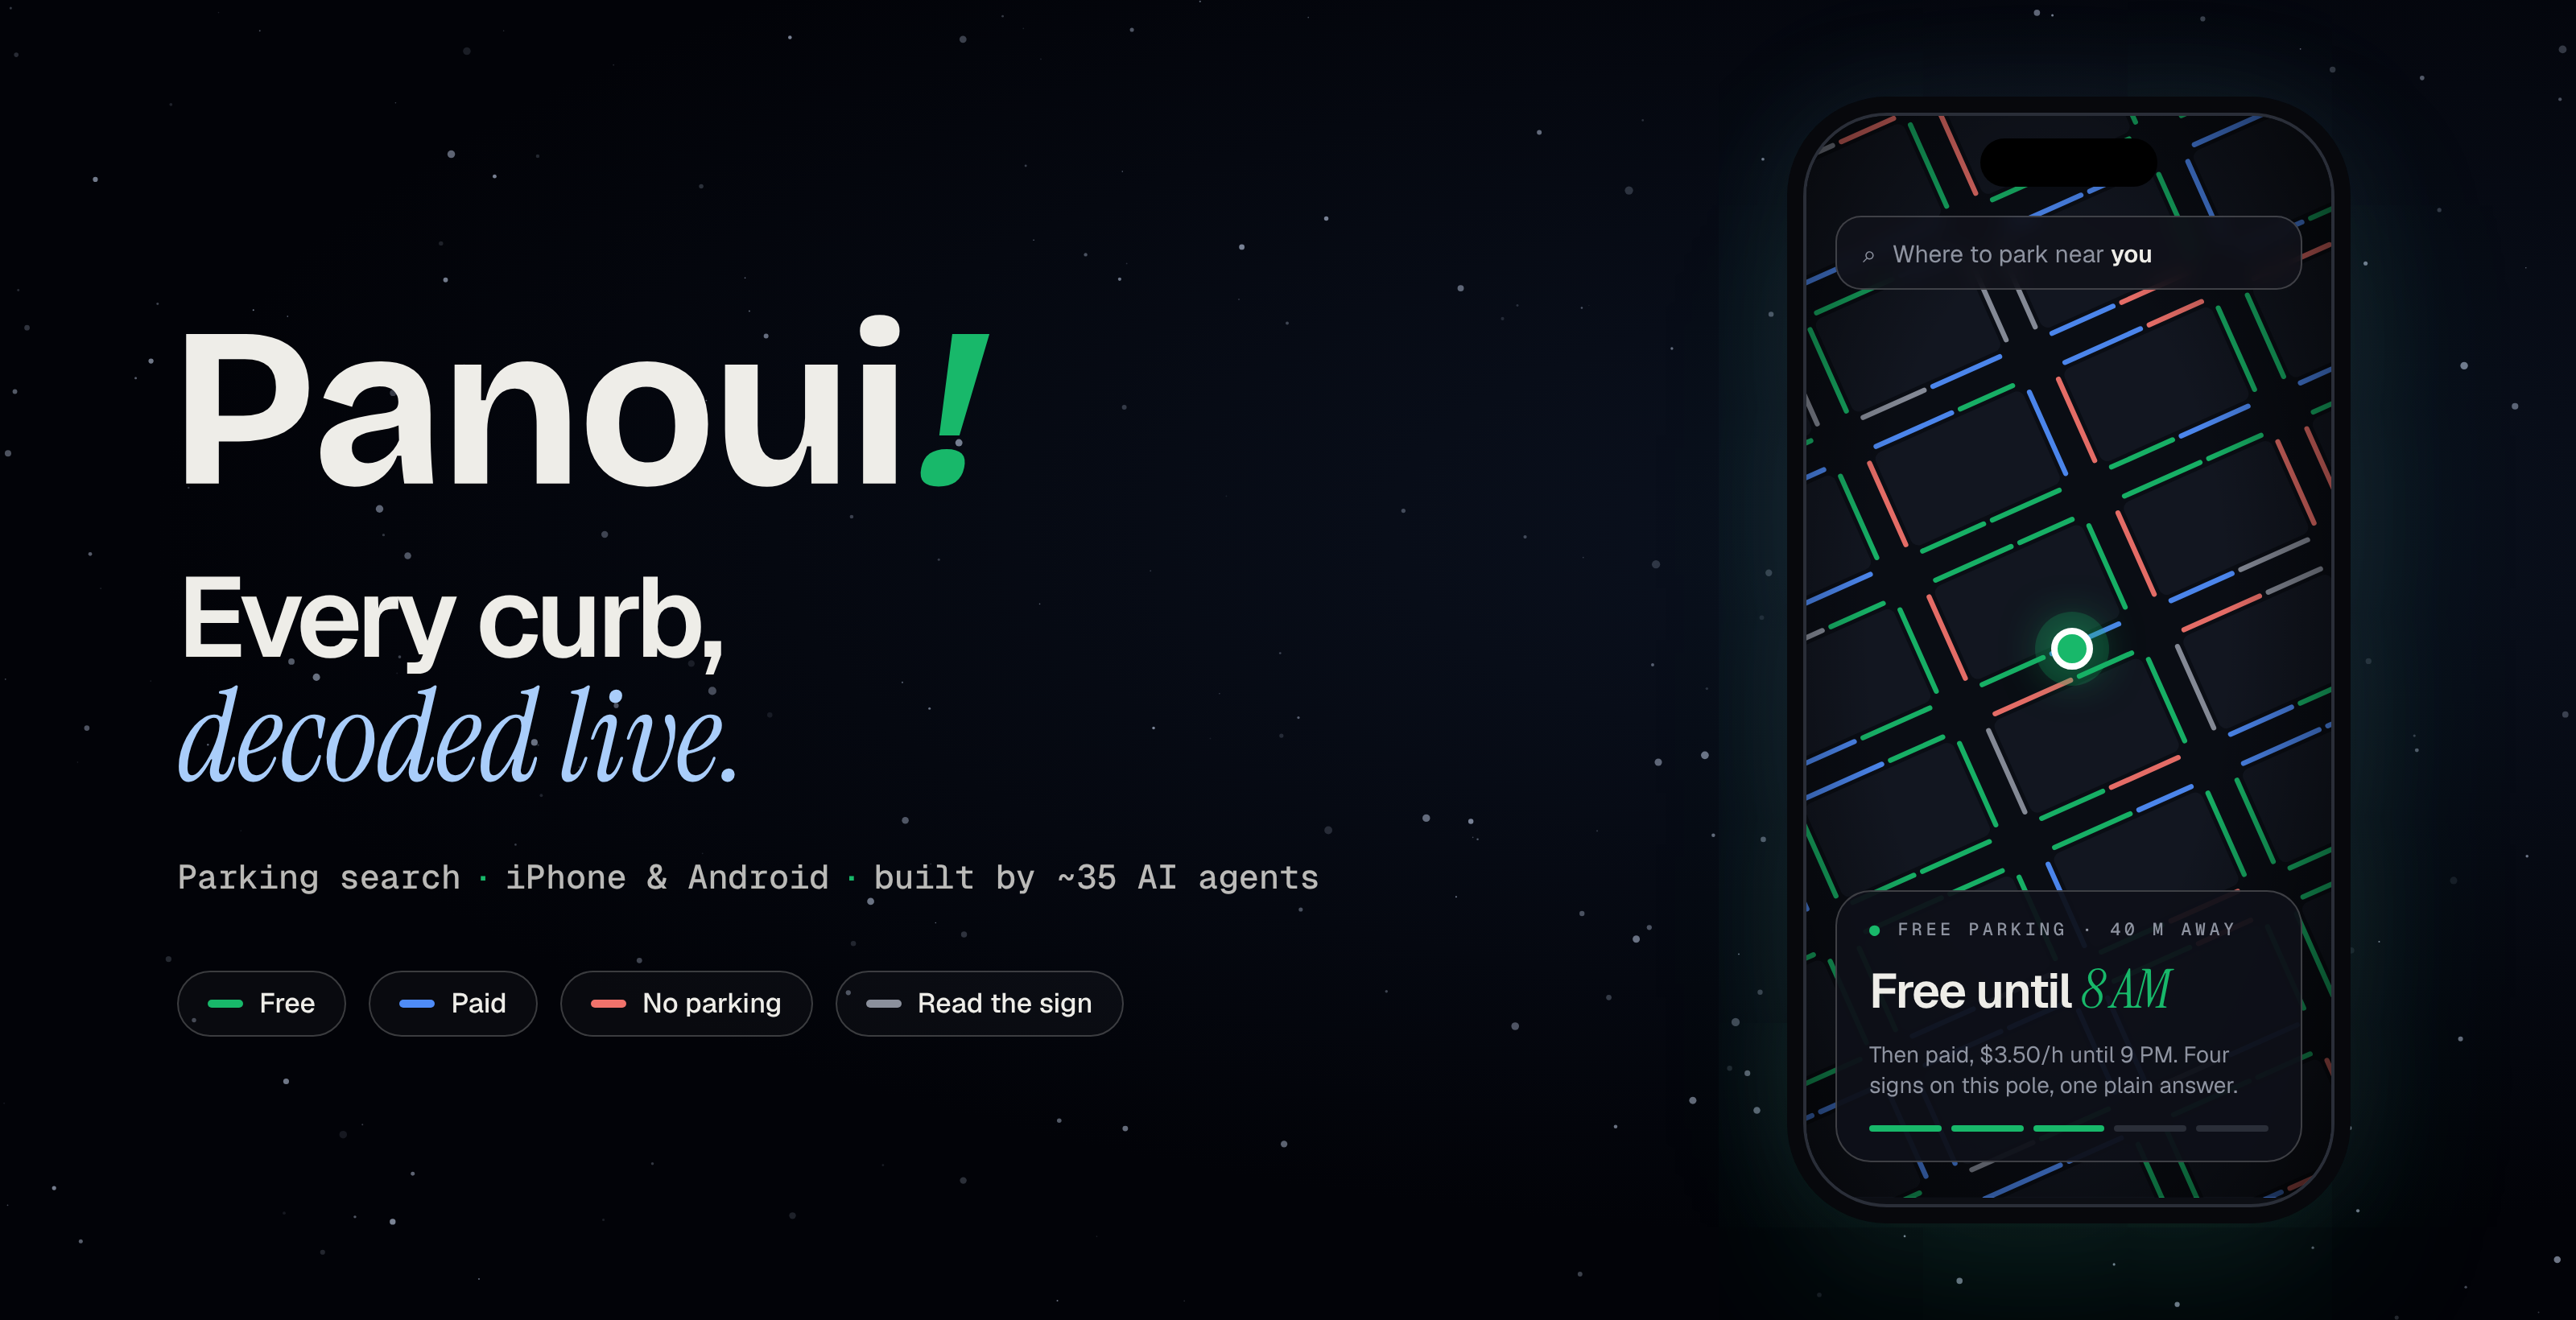 Panoui!
Every curb,
decoded live.
Parking search · iPhone & Android · built by ~35 AI agents
Free
Paid
No parking
Read the sign
Where to park near you
FREE PARKING · 40 M AWAY
Free until 8 AM
Then paid, $3.50/h until 9 PM. Four
signs on this pole, one plain answer.